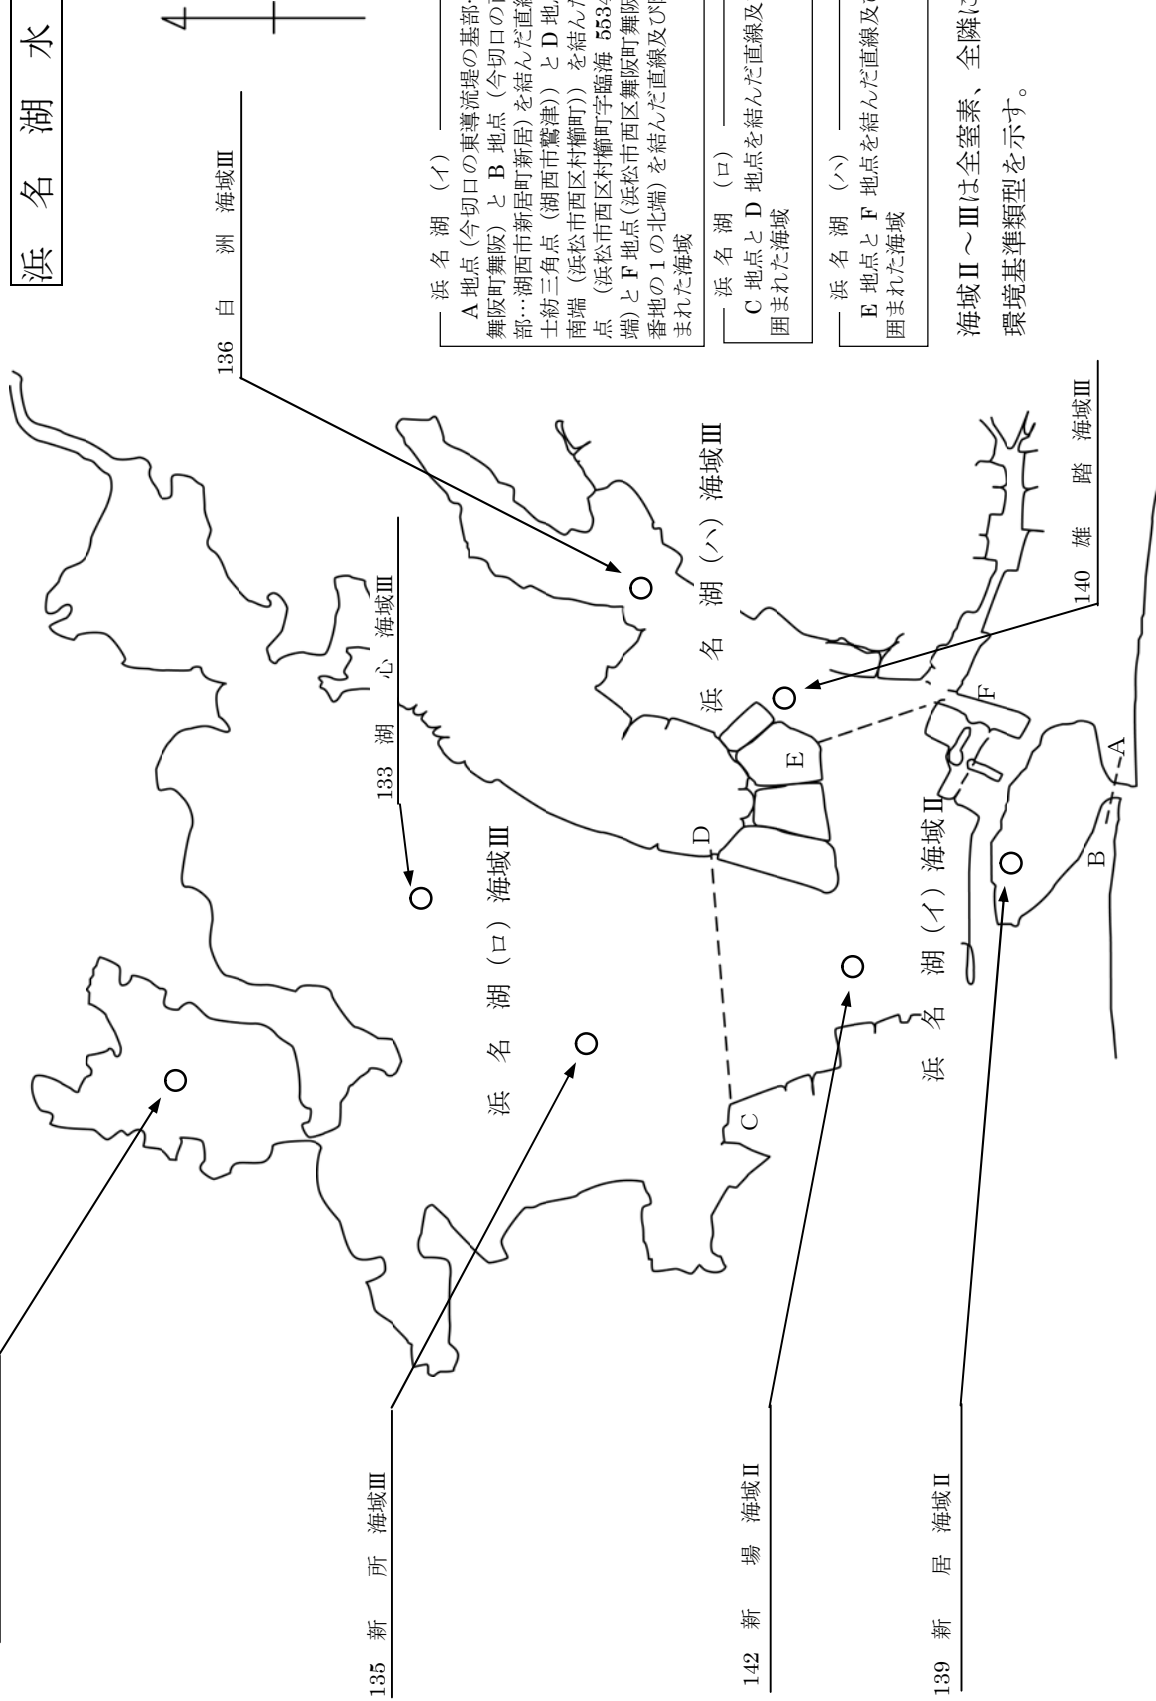 浜 名 湖 水
136 白 洲 海域Ⅲ
133 湖 心 海域Ⅲ
135 新 所 海域Ⅲ
142 新 場 海域Ⅱ
139 新 居 海域Ⅱ
140 雄 踏 海域Ⅲ
浜 名 湖 (ロ) 海域Ⅲ
浜 名 湖 (ハ) 海域Ⅲ
浜 名 湖 (イ) 海域Ⅱ
A
B
C
D
E
F
浜 名 湖 (イ)
A 地点(今切口の東導流堤の基部・
舞阪町舞阪) と B 地点 (今切口の西
部…湖西市新居町新居) を結んだ直線
士紡三角点 (湖西市鷲津)) と D 地点
南端 (浜松市西区村櫛町)) を結んだ
点 (浜松市西区村櫛町字臨海 5534
端) と F 地点(浜松市西区舞阪町舞阪
番地の1の北端) を結んだ直線及び陸
まれた海域
浜 名 湖 (ロ)
C 地点と D 地点を結んだ直線及
囲まれた海域
浜 名 湖 (ハ)
E 地点と F 地点を結んだ直線及び
囲まれた海域
海域Ⅱ～Ⅲは全窒素、全隣に
環境基準類型を示す。